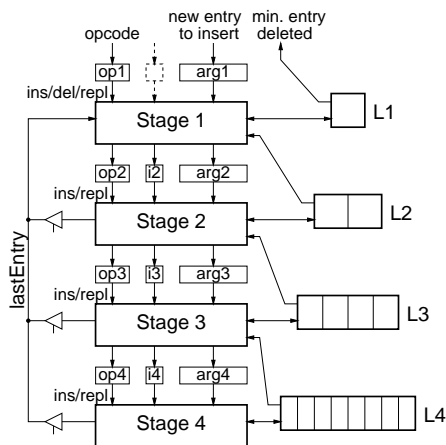 opcode
new entry
to insert
min. entry
deleted
op1
arg1
ins/del/repl
Stage 1
L1
op2
i2
arg2
ins/repl
Stage 2
L2
lastEntry
op3
i3
arg3
ins/repl
Stage 3
L3
op4
i4
arg4
ins/repl
Stage 4
L4